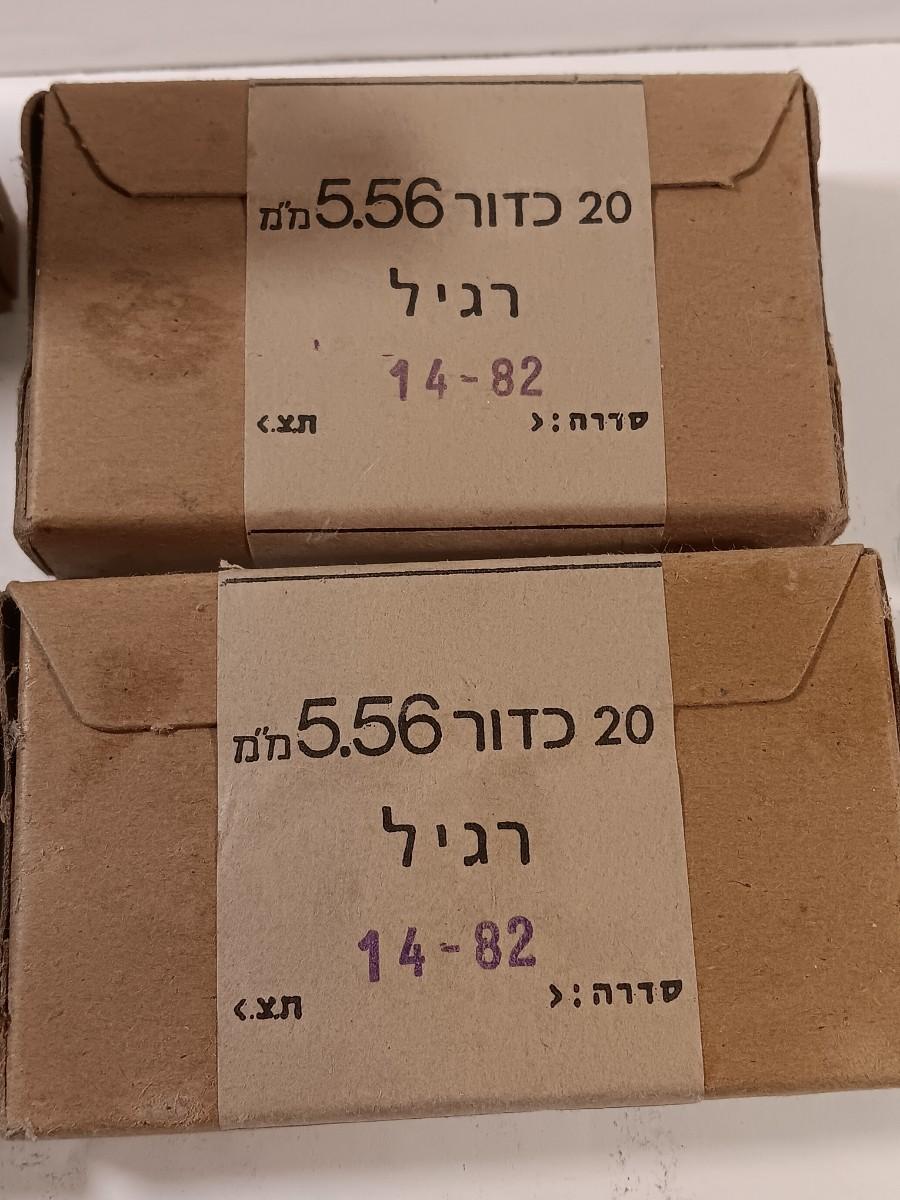 20 כדור 5.56 מ"מ
רגיל
14-82
סדרה: < ת.צ.>
20 כדור 5.56 מ"מ
רגיל
14-82
סדרה: < ת.צ.>